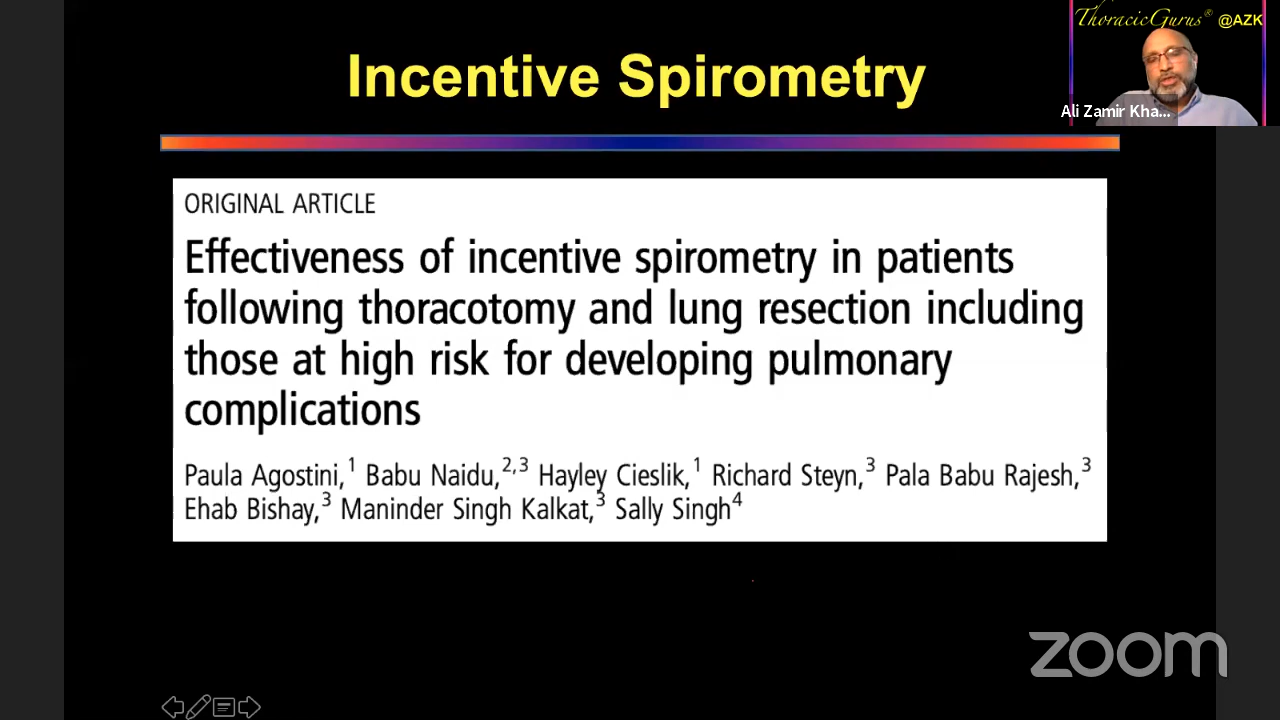 Incentive Spirometry
ThoracicGurus® @AZK
Ali Zamir Kha...
ORIGINAL ARTICLE
Effectiveness of incentive spirometry in patients
following thoracotomy and lung resection including
those at high risk for developing pulmonary
complications
Paula Agostini,1 Babu Naidu,2,3 Hayley Cieslik,1 Richard Steyn,3 Pala Babu Rajesh,3
Ehab Bishay,3 Maninder Singh Kalkat,3 Sally Singh4
zoom